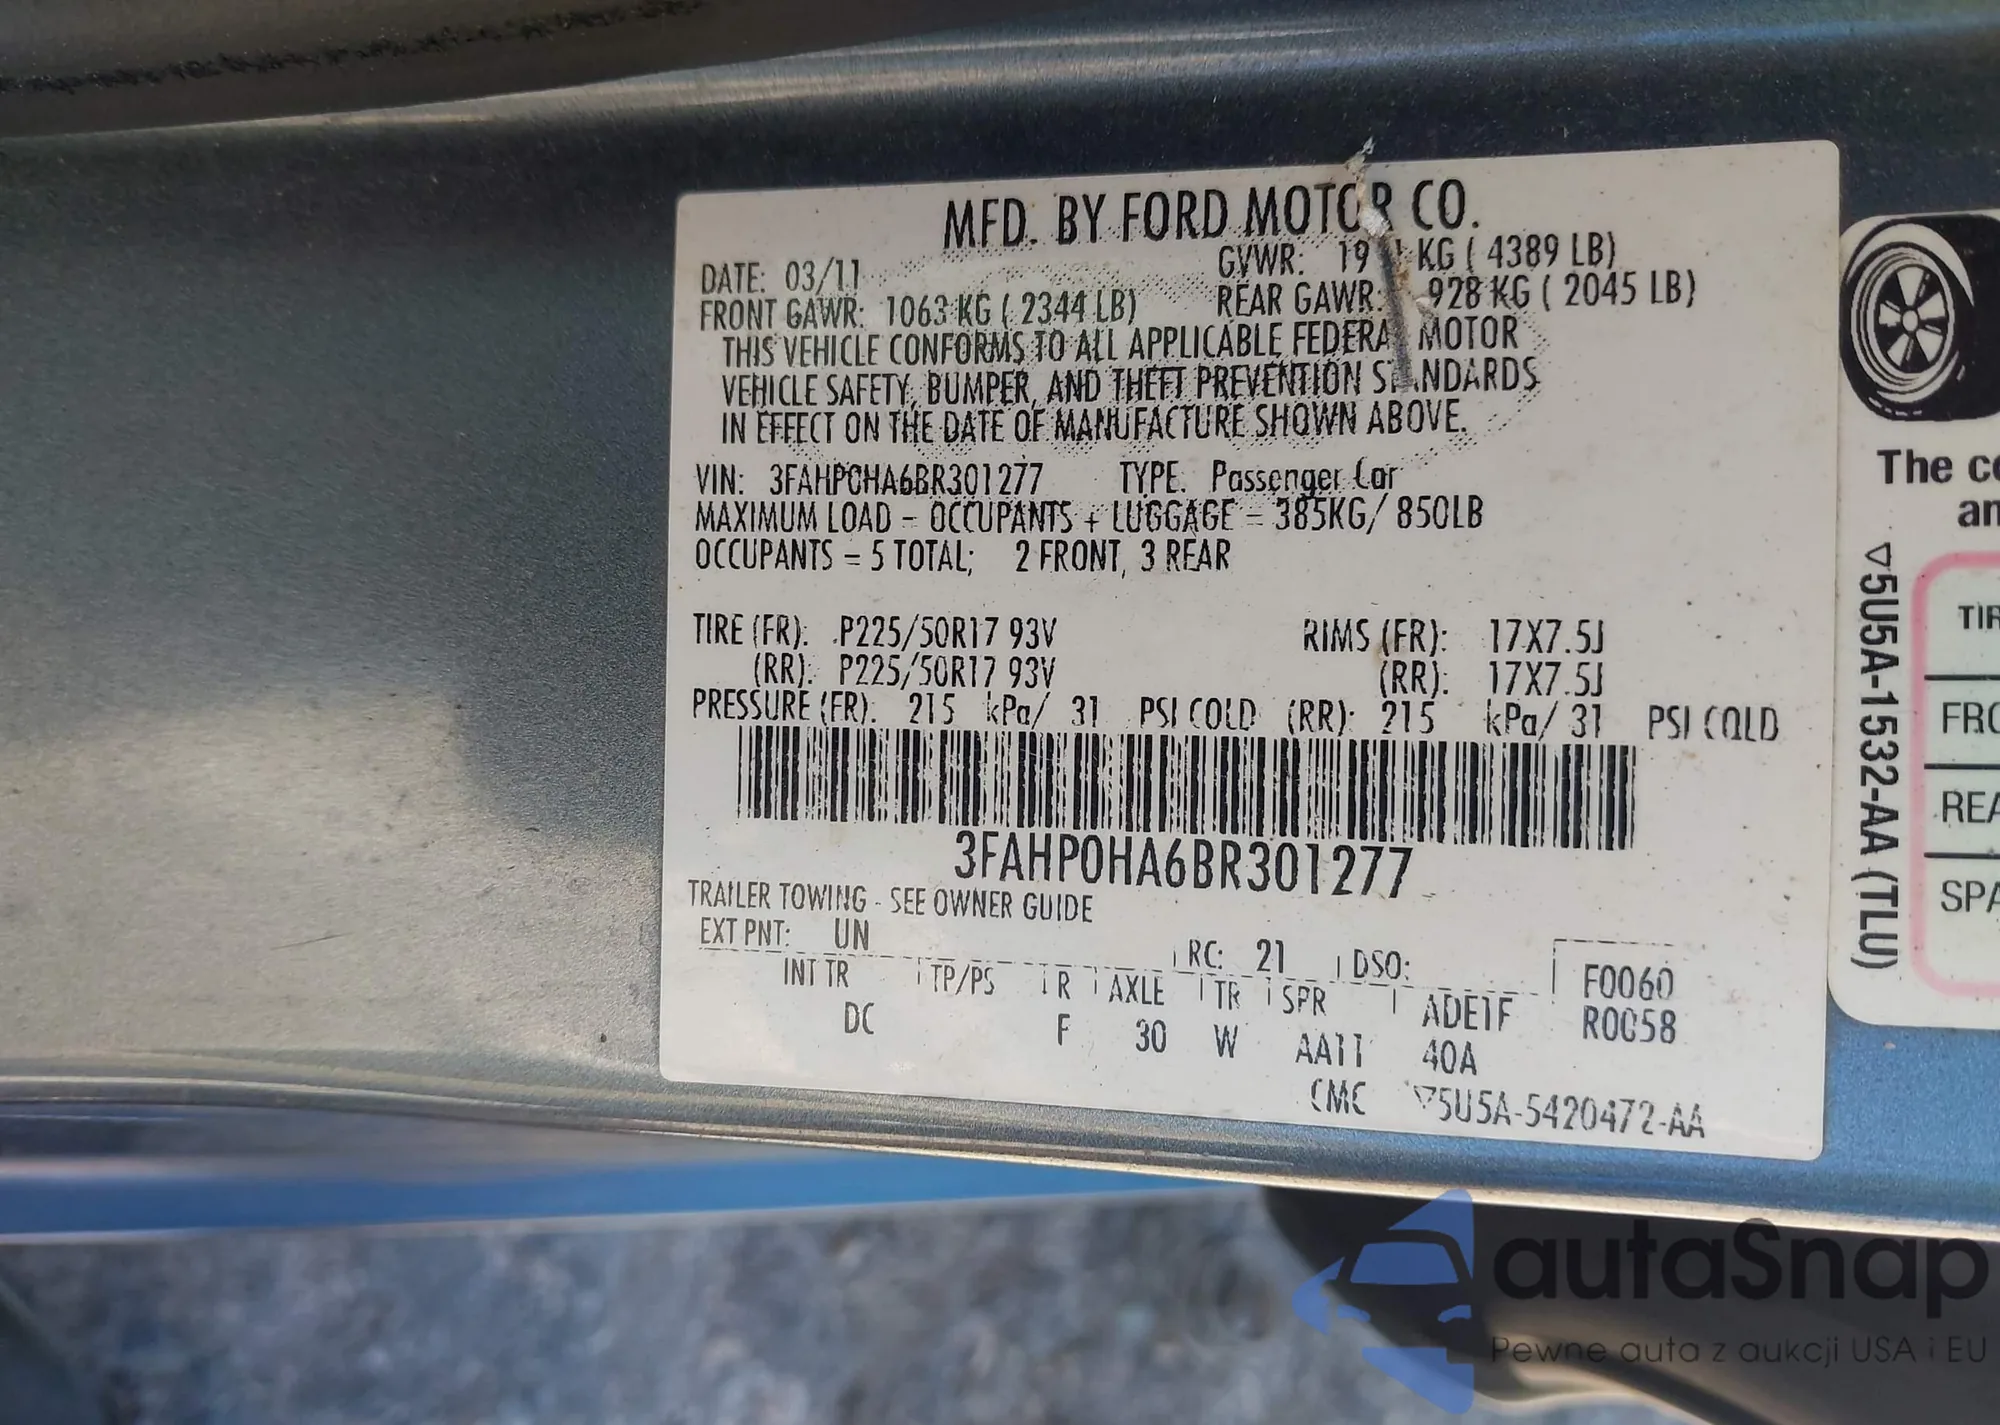 MFD. BY FORD MOTOR CO.
DATE: 03/11 GVWR: KG ( 4389 LB)
FRONT GAWR: 1063 KG ( 2344 LB) REAR GAWR: 928 KG ( 2045 LB)
THIS VEHICLE CONFORMS TO ALL APPLICABLE FEDERAL MOTOR
VEHICLE SAFETY, BUMPER, AND THEFT PREVENTION STANDARDS
IN EFFECT ON THE DATE OF MANUFACTURE SHOWN ABOVE.
VIN: 3FAHP0HA6BR301277 TYPE: Passenger Car
MAXIMUM LOAD = OCCUPANTS + LUGGAGE = 385KG/ 850LB
OCCUPANTS = 5 TOTAL; 2 FRONT, 3 REAR
TIRE (FR): P225/50R17 93V RIMS (FR): 17X7.5J
(RR): P225/50R17 93V (RR): 17X7.5J
PRESSURE (FR): 215 kPa/ 31 PSI COLD (RR): 215 kPa/ 31 PSI COLD
3FAHP0HA6BR301277
TRAILER TOWING - SEE OWNER GUIDE
EXT PNT: UN RC: 21 DSO:
F0060
R0058
INT TR TP/PS R AXLE TR SPR ADE1F
DC F 30 W AA11 40A
CMC ▽5U5A-5420472-AA
▽5U5A-1532-AA (TLU)
The
FRO
REA
SPA
autaSnap
Pewne auta z aukcji USA i EU